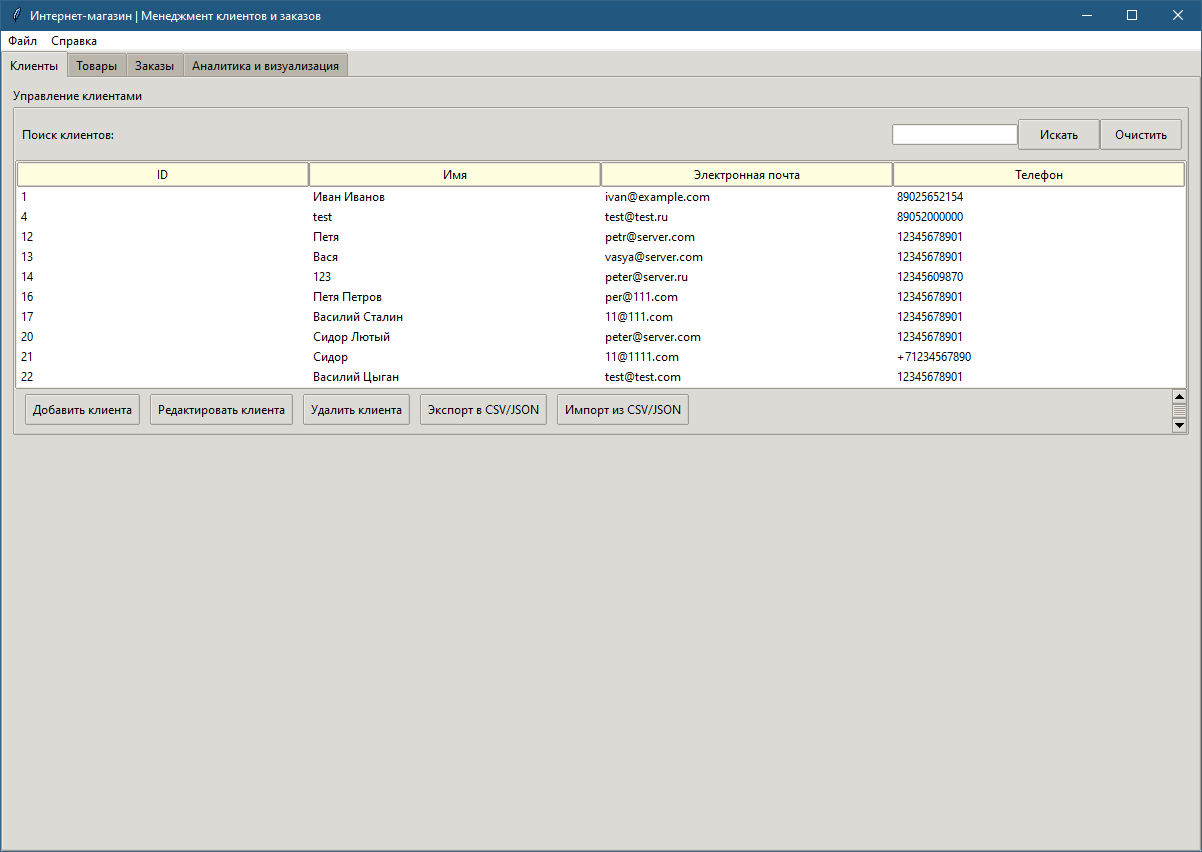 Интернет-магазин | Менеджмент клиентов и заказов
Файл Справка
Клиенты Товары Заказы Аналитика и визуализация
Управление клиентами
Поиск клиентов: Искать Очистить
ID Имя Электронная почта Телефон
1 Иван Иванов ivan@example.com 89025652154
4 test test@test.ru 89052000000
12 Петя petr@server.com 12345678901
13 Вася vasya@server.com 12345678901
14 123 peter@server.ru 12345609870
16 Петя Петров per@111.com 12345678901
17 Василий Сталин 11@111.com 12345678901
20 Сидор Лютый peter@server.com 12345678901
21 Сидор 11@1111.com +71234567890
22 Василий Цыган test@test.com 12345678901
Добавить клиента Редактировать клиента Удалить клиента Экспорт в CSV/JSON Импорт из CSV/JSON